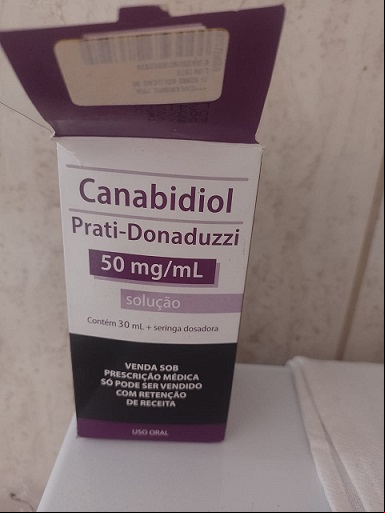 Canabidiol
Prati-Donaduzzi
50 mg/mL
solução
Contém 30 mL + seringa dosadora
VENDA SOB
PRESCRIÇÃO MÉDICA
SÓ PODE SER VENDIDO
COM RETENÇÃO
DE RECEITA
USO ORAL